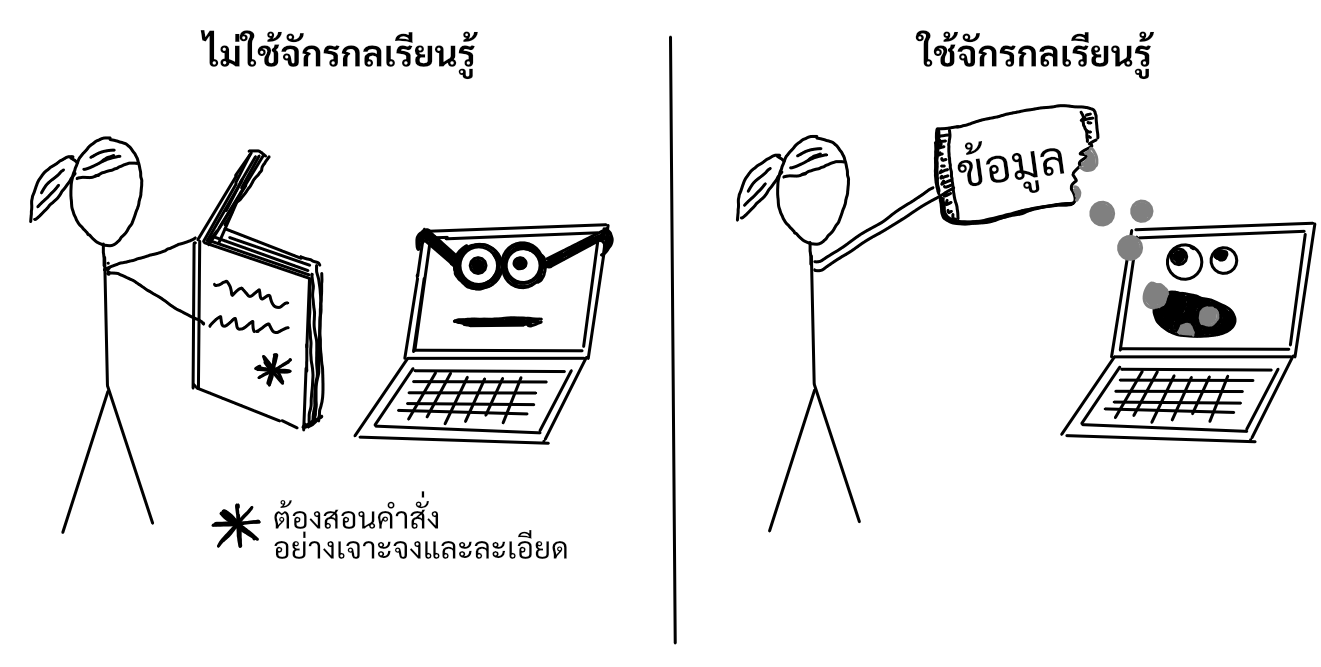 ไม่ใช้จักรกลเรียนรู้
ต้องสอนคำสั่ง
อย่างเจาะจงและละเอียด
ใช้จักรกลเรียนรู้
ข้อมูล